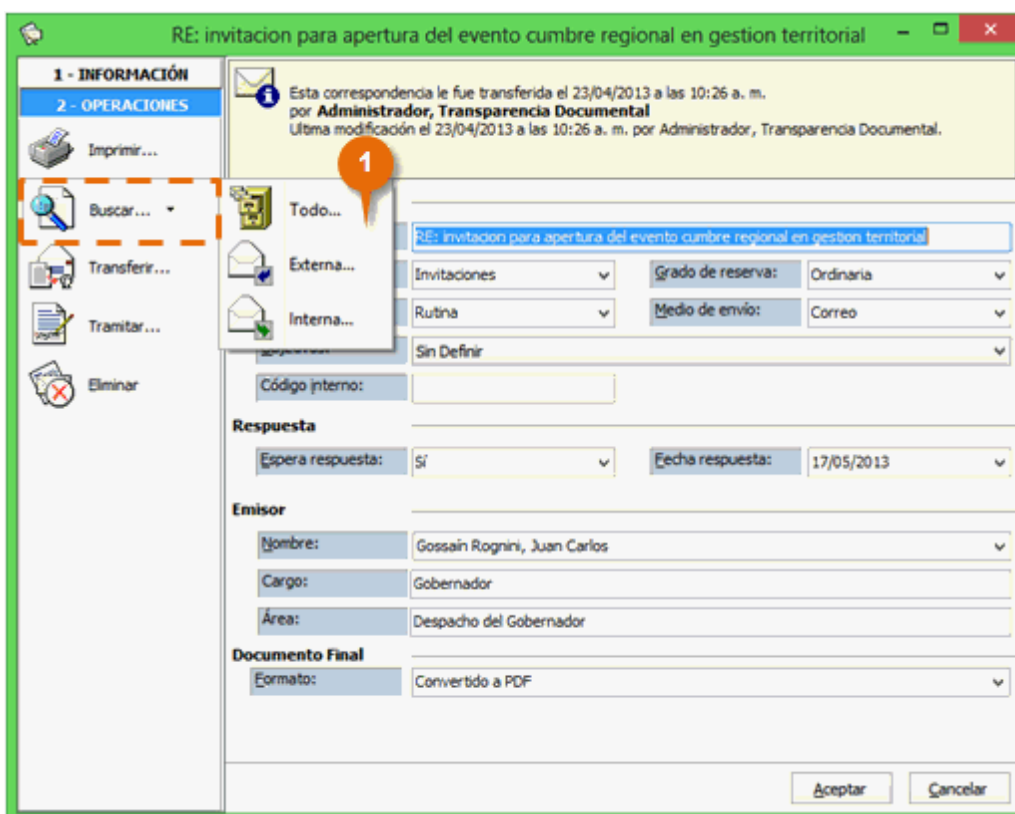 RE: invitacion para apertura del evento cumbre regional en gestion territorial
1 - INFORMACIÓN
2 - OPERACIONES
Imprimir...
Buscar...
Transferir...
Tramitar...
Eliminar
Esta correspondencia le fue transferida el 23/04/2013 a las 10:26 a. m.
por Administrador, Transparencia Documental
Ultima modificación el 23/04/2013 a las 10:26 a. m. por Administrador, Transparencia Documental.
1
Todo...
Externa...
Interna...
RE: invitacion para apertura del evento cumbre regional en gestion territorial
Invitaciones Grado de reserva: Ordinaria
Rutina Medio de envío: Correo
Sin Definir
Código interno:
Respuesta
Espera respuesta: Sí Fecha respuesta: 17/05/2013
Emisor
Nombre: Gossaín Rognini, Juan Carlos
Cargo: Gobernador
Área: Despacho del Gobernador
Documento Final
Formato: Convertido a PDF
Aceptar Cancelar